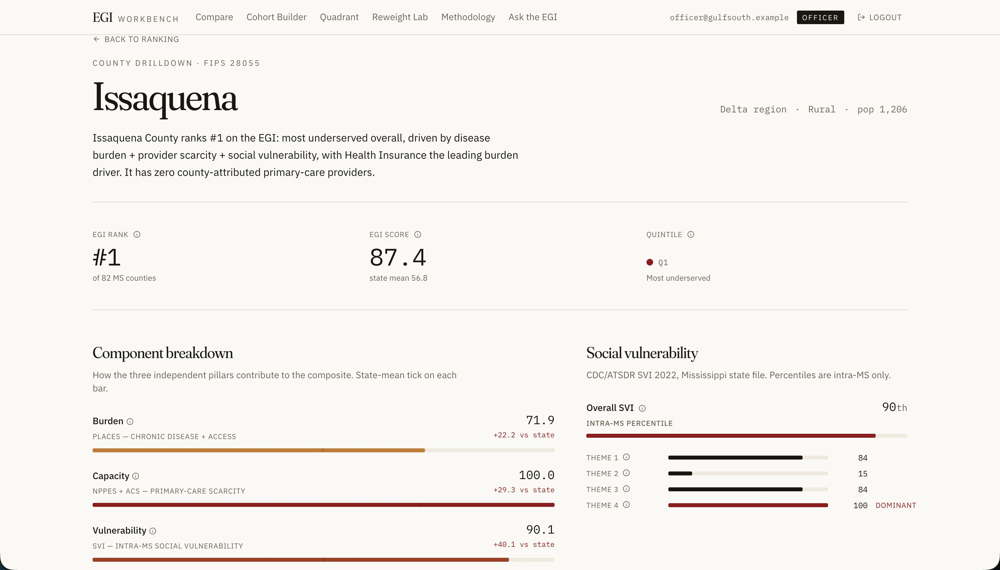 EGI WORKBENCH Compare Cohort Builder Quadrant Reweight Lab Methodology Ask the EGI officer@gulfsouth.example OFFICER LOGOUT
← BACK TO RANKING
COUNTY DRILLDOWN · FIPS 28055
Issaquena
Delta region · Rural · pop 1,206
Issaquena County ranks #1 on the EGI: most underserved overall, driven by disease
burden + provider scarcity + social vulnerability, with Health Insurance the leading burden
driver. It has zero county-attributed primary-care providers.
EGI RANK
#1
of 82 MS counties
EGI SCORE
87.4
state mean 56.8
QUINTILE
Q1
Most underserved
Component breakdown
How the three independent pillars contribute to the composite. State-mean tick on each
bar.
Burden 71.9
PLACES — CHRONIC DISEASE + ACCESS +22.2 vs state
Capacity 100.0
NPPES + ACS — PRIMARY-CARE SCARCITY +29.3 vs state
Vulnerability 90.1
SVI — INTRA-MS SOCIAL VULNERABILITY +40.1 vs state
Social vulnerability
CDC/ATSDR SVI 2022, Mississippi state file. Percentiles are intra-MS only.
Overall SVI 90th
INTRA-MS PERCENTILE
THEME 1 84
THEME 2 15
THEME 3 84
THEME 4 100 DOMINANT